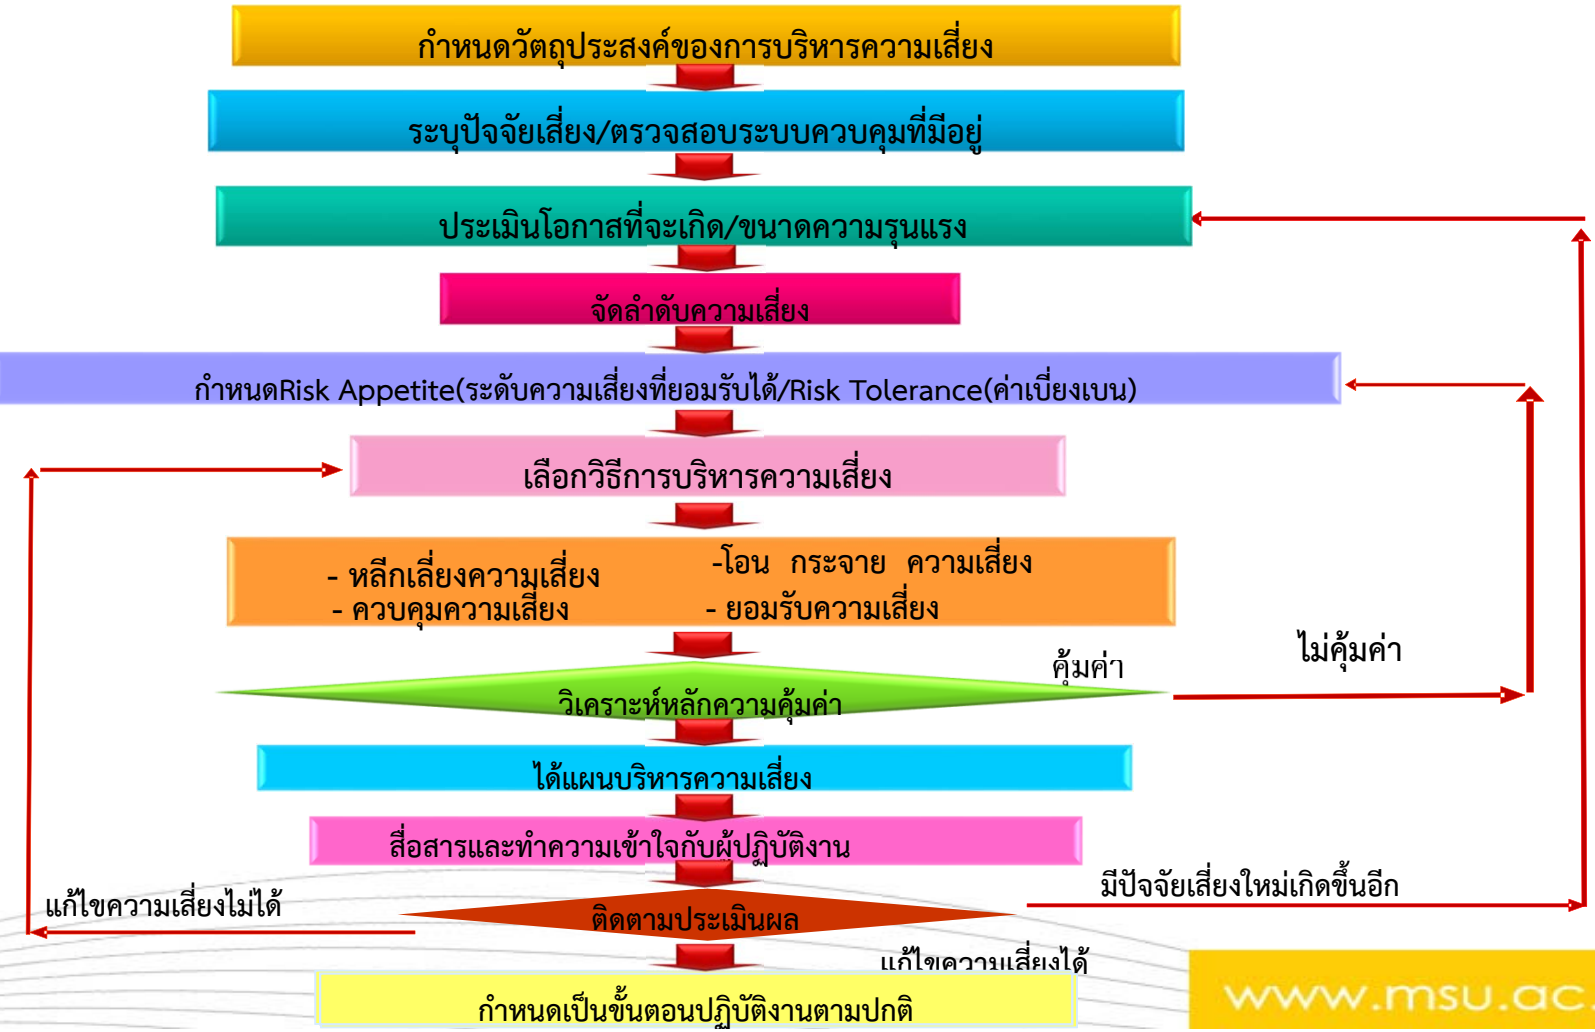 กำหนดวัตถุประสงค์ของการบริหารความเสี่ยง
ระบุปัจจัยเสี่ยง/ตรวจสอบระบบควบคุมที่มีอยู่
ประเมินโอกาสที่จะเกิด/ขนาดความรุนแรง
จัดลำดับความเสี่ยง
กำหนดRisk Appetite(ระดับความเสี่ยงที่ยอมรับได้/Risk Tolerance(ค่าเบี่ยงเบน)
เลือกวิธีการบริหารความเสี่ยง
- หลีกเลี่ยงความเสี่ยง
-โอน กระจาย ความเสี่ยง
- ควบคุมความเสี่ยง
- ยอมรับความเสี่ยง
คุ้มค่า
ไม่คุ้มค่า
วิเคราะห์หลักความคุ้มค่า
ได้แผนบริหารความเสี่ยง
สื่อสารและทำความเข้าใจกับผู้ปฏิบัติงาน
มีปัจจัยเสี่ยงใหม่เกิดขึ้นอีก
แก้ไขความเสี่ยงไม่ได้
ติดตามประเมินผล
แก้ไขความเสี่ยงได้
กำหนดเป็นขั้นตอนปฏิบัติงานตามปกติ
www.msu.ac